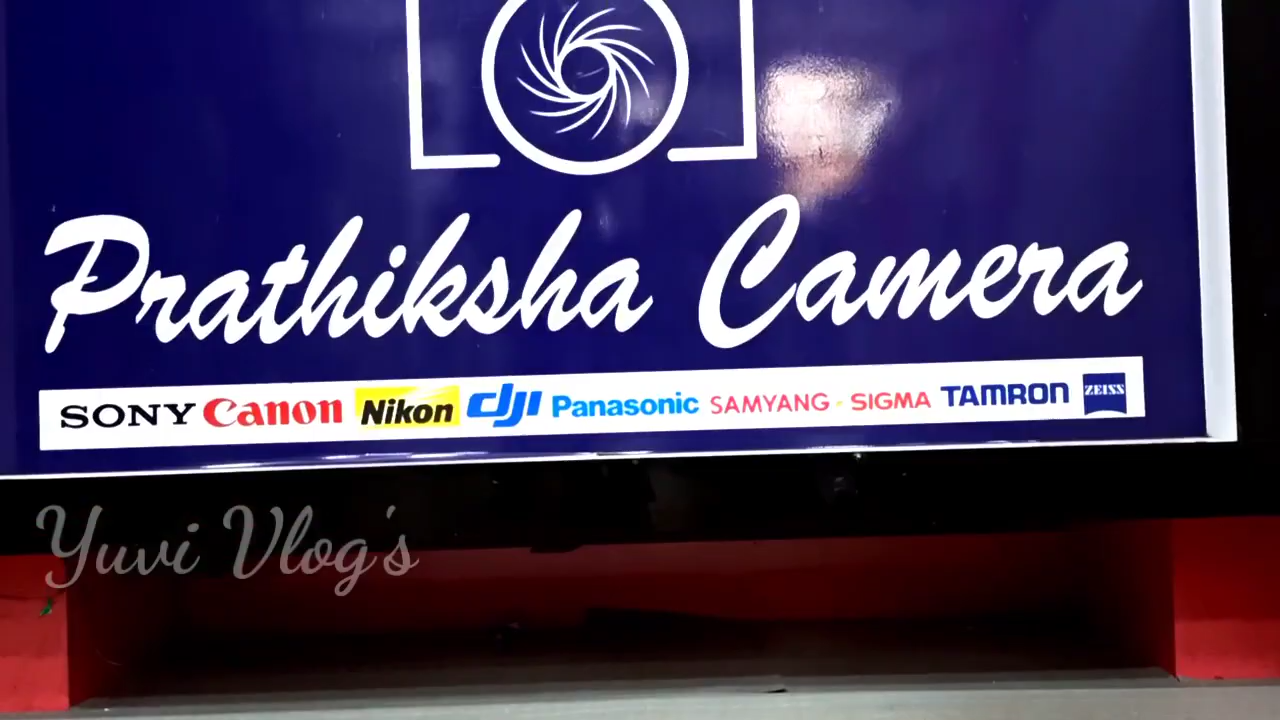 Prathiksha Camera
SONY Canon Nikon dji Panasonic SAMYANG SIGMA TAMRON ZEISS
Yuvi Vlog's